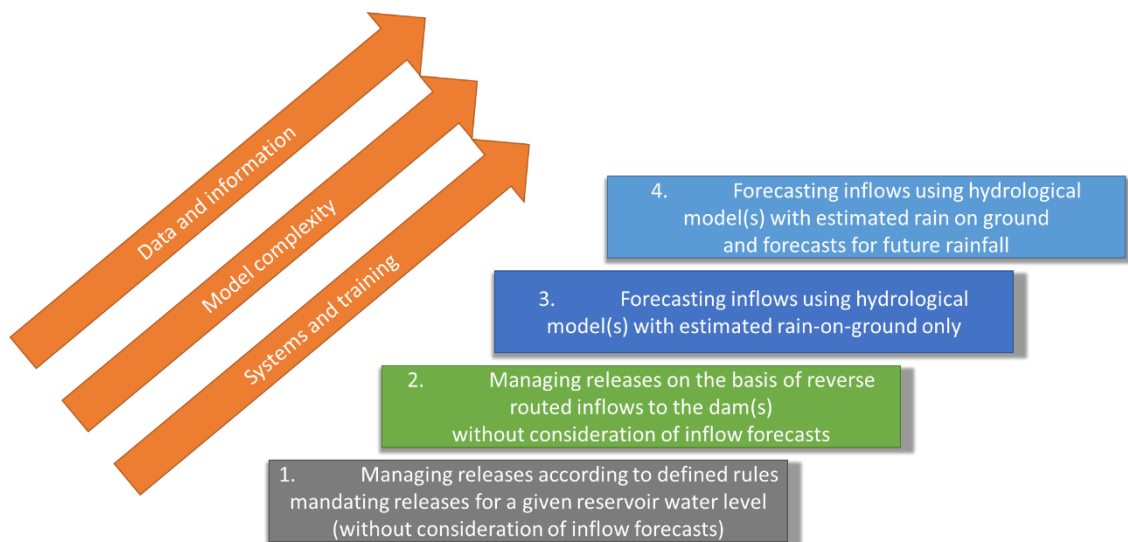 Data and information
Model complexity
Systems and training
4. Forecasting inflows using hydrological
model(s) with estimated rain on ground
and forecasts for future rainfall
3. Forecasting inflows using hydrological
model(s) with estimated rain-on-ground only
2. Managing releases on the basis of reverse
routed inflows to the dam(s)
without consideration of inflow forecasts
1. Managing releases according to defined rules
mandating releases for a given reservoir water level
(without consideration of inflow forecasts)